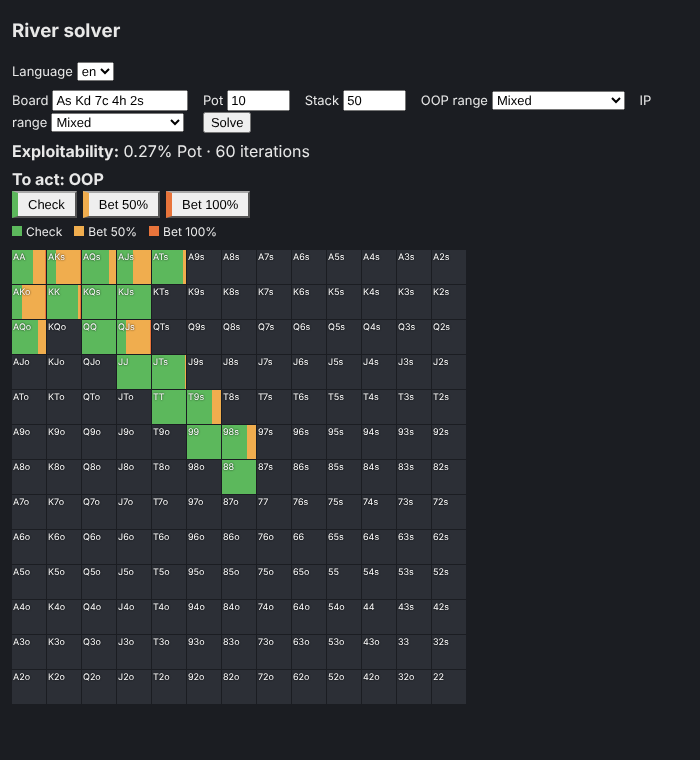 River solver
Language en
Board As Kd 7c 4h 2s Pot 10 Stack 50 OOP range Mixed IP
range Mixed Solve
Exploitability: 0.27% Pot · 60 iterations
To act: OOP
Check Bet 50% Bet 100%
Check Bet 50% Bet 100%
AA AKs AQs AJs ATs A9s A8s A7s A6s A5s A4s A3s A2s
AKo KK KQs KJs KTs K9s K8s K7s K6s K5s K4s K3s K2s
AQo KQo QQ QJs QTs Q9s Q8s Q7s Q6s Q5s Q4s Q3s Q2s
AJo KJo QJo JJ JTs J9s J8s J7s J6s J5s J4s J3s J2s
ATo KTo QTo JTo TT T9s T8s T7s T6s T5s T4s T3s T2s
A9o K9o Q9o J9o T9o 99 98s 97s 96s 95s 94s 93s 92s
A8o K8o Q8o J8o T8o 98o 88 87s 86s 85s 84s 83s 82s
A7o K7o Q7o J7o T7o 97o 87o 77 76s 75s 74s 73s 72s
A6o K6o Q6o J6o T6o 96o 86o 76o 66 65s 64s 63s 62s
A5o K5o Q5o J5o T5o 95o 85o 75o 65o 55 54s 53s 52s
A4o K4o Q4o J4o T4o 94o 84o 74o 64o 54o 44 43s 42s
A3o K3o Q3o J3o T3o 93o 83o 73o 63o 53o 43o 33 32s
A2o K2o Q2o J2o T2o 92o 82o 72o 62o 52o 42o 32o 22